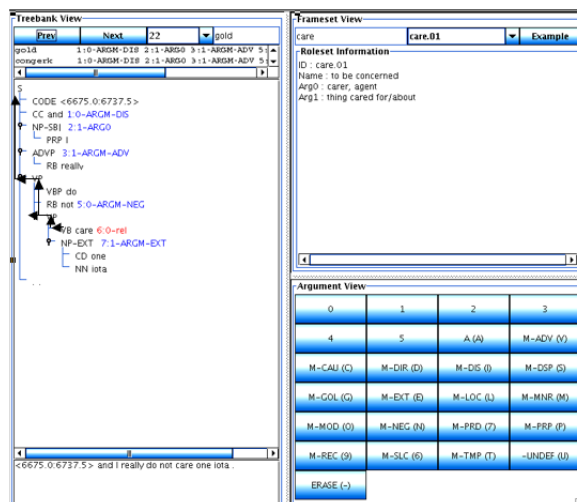 Treebank View
Prev
Next
22
gold
gold 1:0-ARGM-DIS 2:1-ARG0 3:1-ARGM-ADV 5:
congerk 1:0-ARGM-DIS 2:1-ARG0 3:1-ARGM-ADV 5:
S
CODE <6675.0:6737.5>
CC and 1:0-ARGM-DIS
NP-SBJ 2:1-ARG0
PRP I
ADVP 3:1-ARGM-ADV
RB really
VP
VBP do
RB not 5:0-ARGM-NEG
VP
VB care 6:0-rel
NP-EXT 7:1-ARGM-EXT
CD one
NN iota
. .
<6675.0:6737.5> and I really do not care one iota .
Frameset View
care
care.01
Example
Roleset Information
ID : care.01
Name : to be concerned
Arg0 : carer, agent
Arg1 : thing cared for/about
Argument View
0 1 2 3
4 5 A (A) M-ADV (V)
M-CAU (C) M-DIR (D) M-DIS (I) M-DSP (S)
M-GOL (G) M-EXT (E) M-LOC (L) M-MNR (M)
M-MOD (O) M-NEG (N) M-PRD (7) M-PRP (P)
M-REC (9) M-SLC (6) M-TMP (T) -UNDEF (U)
ERASE (-)